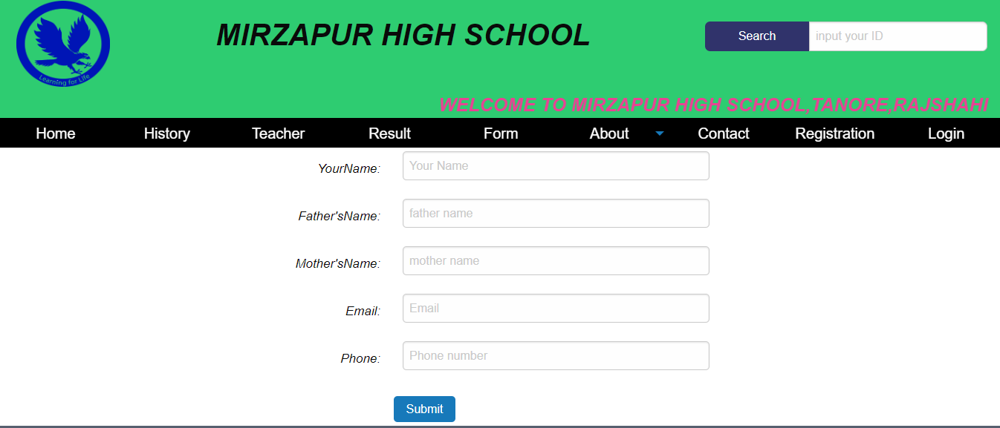 Learning for Life
MIRZAPUR HIGH SCHOOL
Search input your ID
WELCOME TO MIRZAPUR HIGH SCHOOL,TANORE,RAJSHAHI
Home History Teacher Result Form About Contact Registration Login
YourName: Your Name
Father'sName: father name
Mother'sName: mother name
Email: Email
Phone: Phone number
Submit